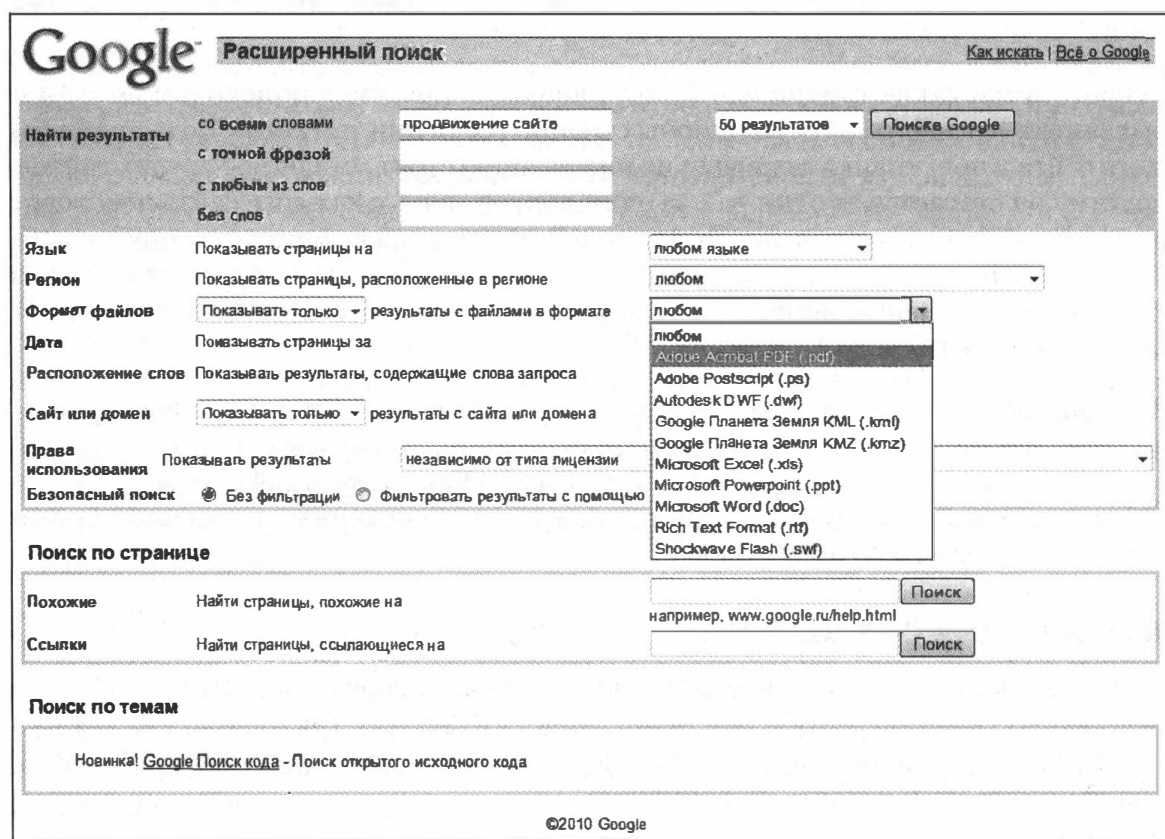 Google Расширенный поиск Как искать | Всё о Google
Найти результаты со всеми словами продвижение сайта 50 результатов Поиск в Google
с точной фразой
с любым из слов
без слов
Язык Показывать страницы на любом языке
Регион Показывать страницы, расположенные в регионе любом
Формат файлов Показывать только результаты с файлами в формате любом
любом
Дата Показывать страницы за
Adobe Acrobat PDF (.pdf)
Расположение слов Показывать результаты, содержащие слова запроса
Adobe Postscript (.ps)
Autodesk DWF (.dwf)
Сайт или домен Показывать только результаты с сайта или домена
Google Планета Земля KML (.kml)
Google Планета Земля KMZ (.kmz)
Права использования Показывать результаты независимо от типа лицензии
Microsoft Excel (.xls)
Microsoft Powerpoint (.ppt)
Безопасный поиск Без фильтрации Фильтровать результаты с помощью
Microsoft Word (.doc)
Rich Text Format (.rtf)
Shockwave Flash (.swf)
Поиск по странице
Похожие Найти страницы, похожие на Поиск
например, www.google.ru/help.html
Ссылки Найти страницы, ссылающиеся на Поиск
Поиск по темам
Новинка! Google Поиск кода - Поиск открытого исходного кода
©2010 Google